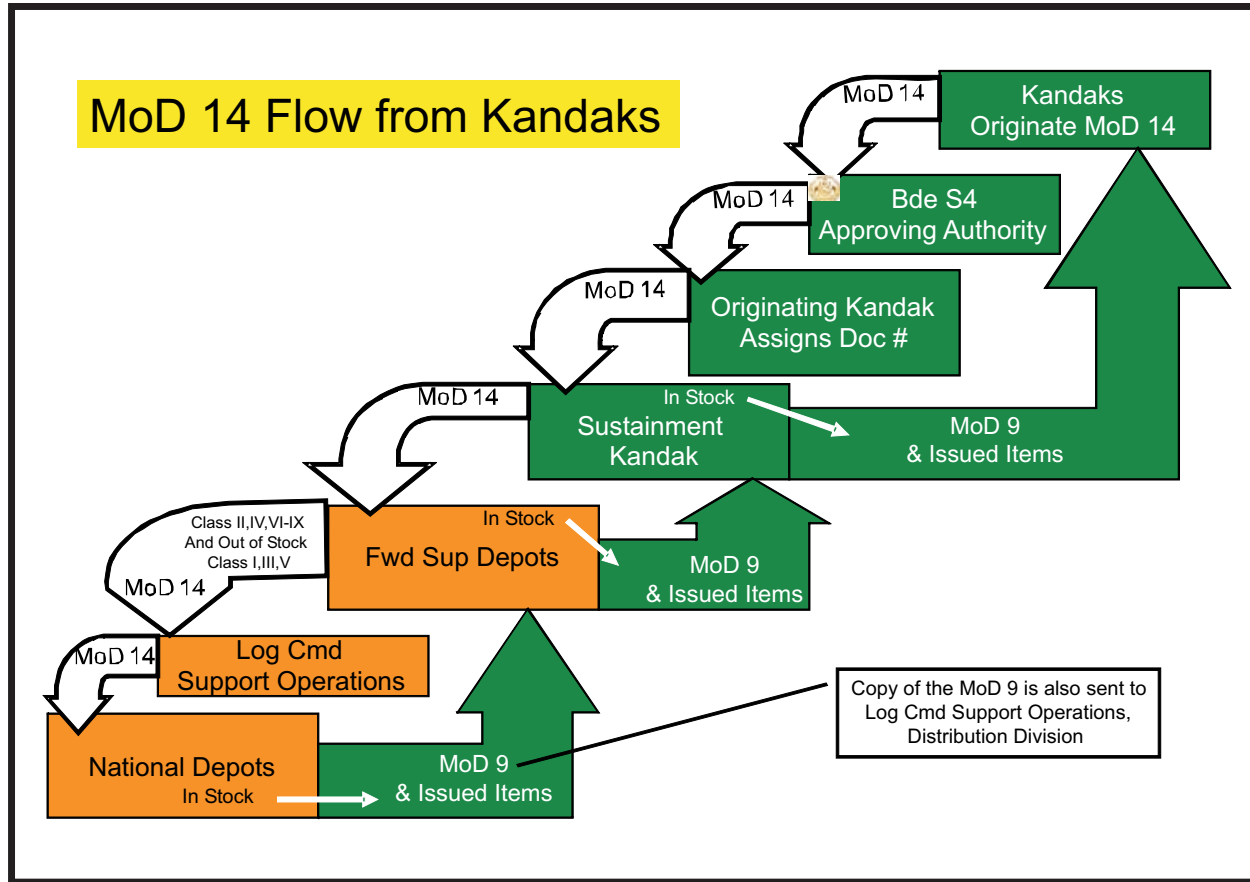 MoD 14 Flow from Kandaks
MoD 14
Kandaks
Originate MoD 14
MoD 14
Bde S4
Approving Authority
MoD 14
Originating Kandak
Assigns Doc #
MoD 14
In Stock
Sustainment
Kandak
MoD 9
& Issued Items
Class II,IV,VI-IX
And Out of Stock
Class I,III,V
MoD 14
In Stock
Fwd Sup Depots
MoD 9
& Issued Items
MoD 14
Log Cmd
Support Operations
Copy of the MoD 9 is also sent to
Log Cmd Support Operations,
Distribution Division
National Depots
In Stock
MoD 9
& Issued Items